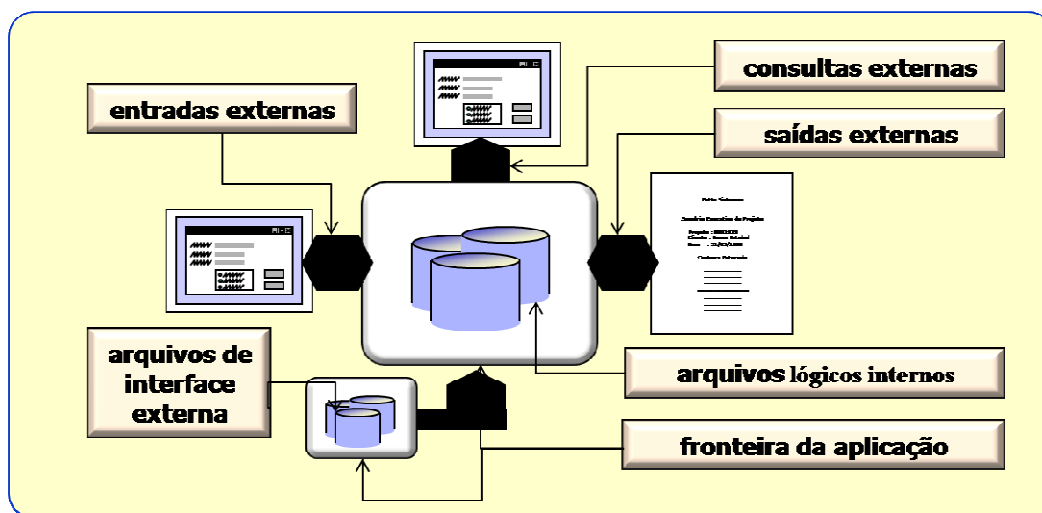 consultas externas
entradas externas
saídas externas
arquivos de
interface
externa
arquivos lógicos internos
fronteira da aplicação